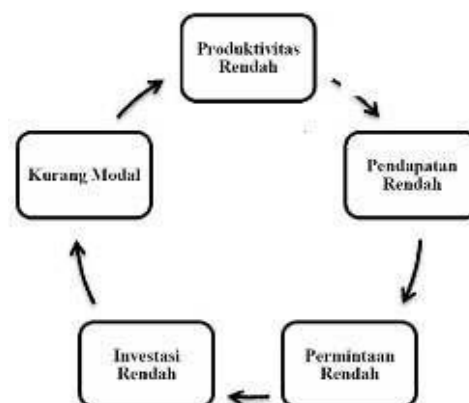 Produktivitas
Rendah
Pendapatan
Rendah
Permintaan
Rendah
Investasi
Rendah
Kurang Modal